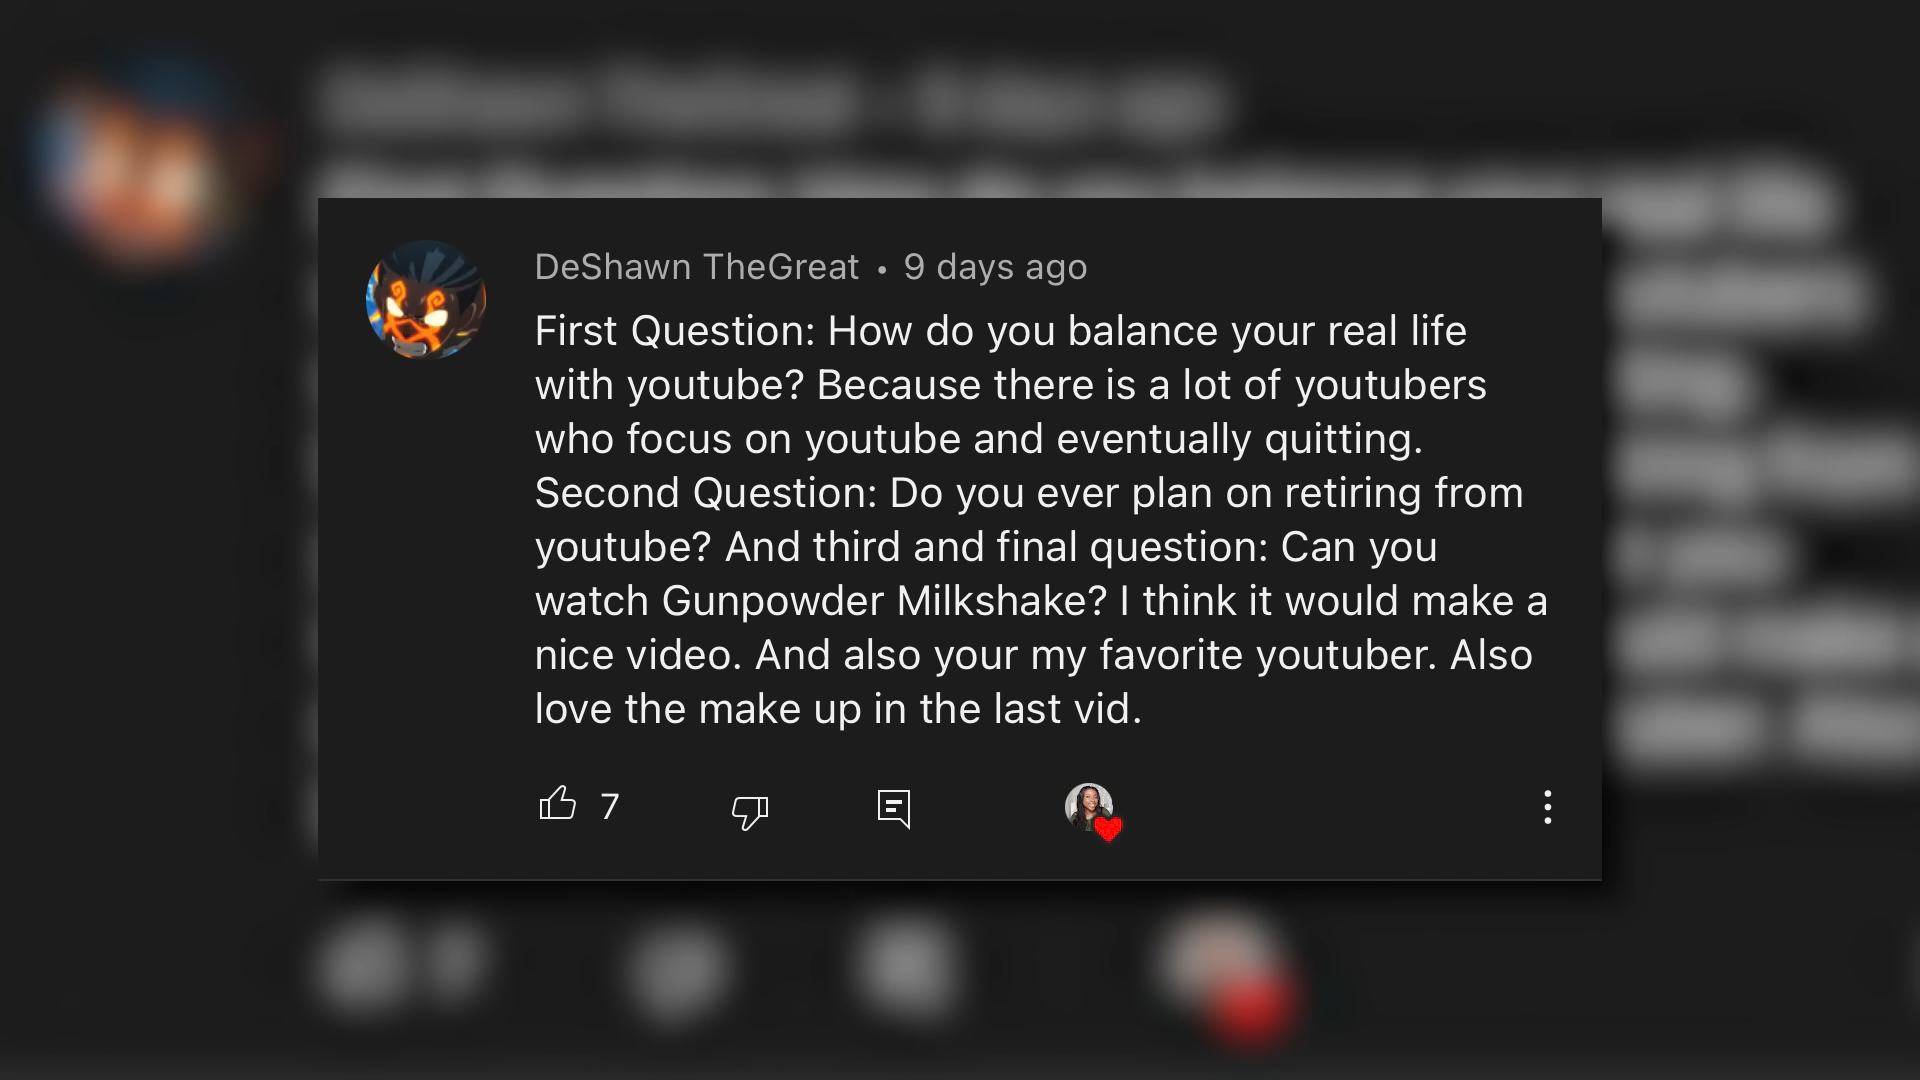 DeShawn TheGreat • 9 days ago
First Question: How do you balance your real life
with youtube? Because there is a lot of youtubers
who focus on youtube and eventually quitting.
Second Question: Do you ever plan on retiring from
youtube? And third and final question: Can you
watch Gunpowder Milkshake? I think it would make a
nice video. And also your my favorite youtuber. Also
love the make up in the last vid.
7